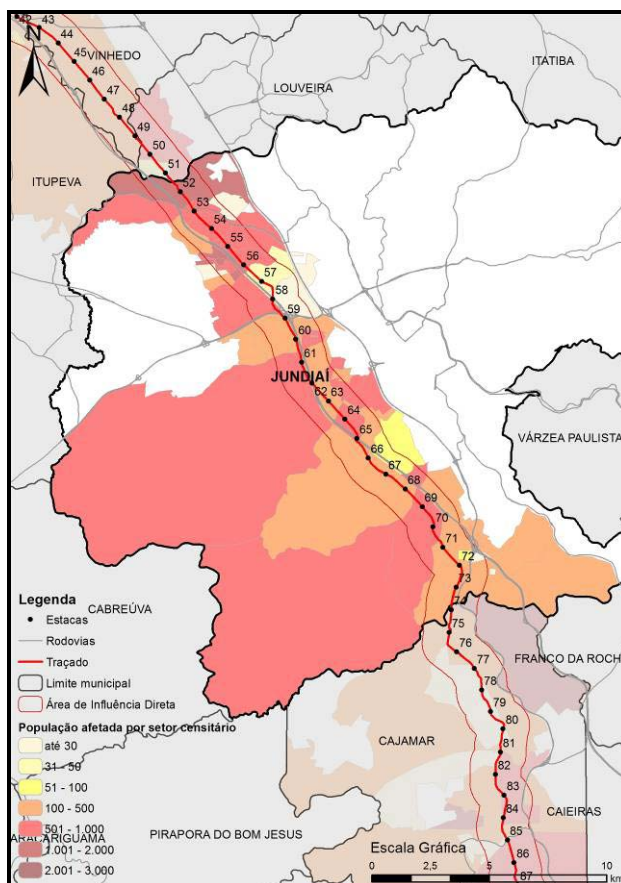 42
43
44
N
VINHEDO
45
46
47
48
49
50
51
52
53
54
55
56
57
58
59
60
61
62
63
64
65
66
67
68
69
70
71
72
73
75
76
77
78
79
80
81
82
83
84
85
86
87
ITATIBA
LOUVEIRA
ITUPEVA
JUNDIAÍ
VÁRZEA PAULISTA
CABREÚVA
FRANCO DA ROCH
CAJAMAR
CAIEIRAS
PIRAPORA DO BOM JESUS
Legenda
Estacas
Rodovias
Traçado
Limite municipal
Área de Influência Direta
População afetada por setor censitário
até 30
31 - 50
51 - 100
100 - 500
501 - 1.000
1.001 - 2.000
2.001 - 3.000
Escala Gráfica
0 2,5 5 10
km